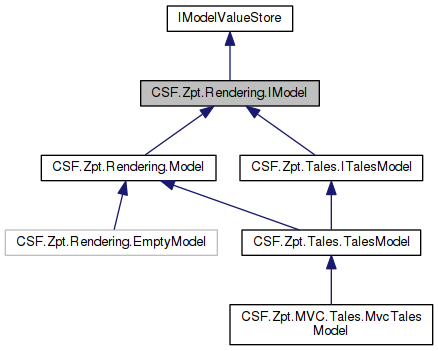 IModelValueStore
CSF.Zpt.Rendering.IModel
CSF.Zpt.Rendering.Model
CSF.Zpt.Tales.ITalesModel
CSF.Zpt.Rendering.EmptyModel
CSF.Zpt.Tales.TalesModel
CSF.Zpt.MVC.Tales.MvcTales
Model